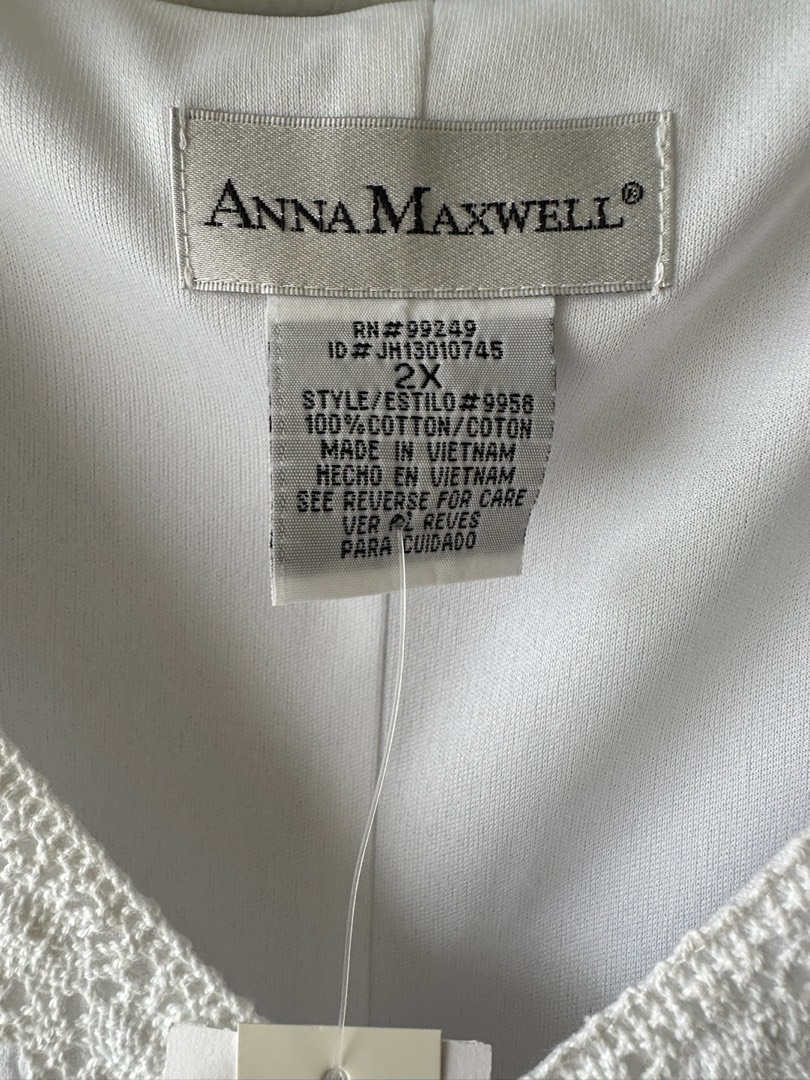 ANNA MAXWELL®
RN#99249
ID#JH13010745
2X
STYLE/ESTILO#9958
100%COTTON/COTON
MADE IN VIETNAM
HECHO EN VIETNAM
SEE REVERSE FOR CARE
VER AL REVES
PARA CUIDADO